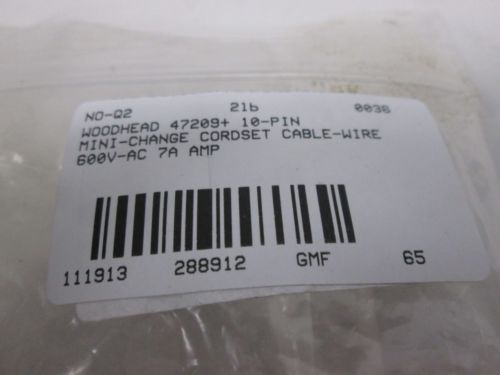 NO-Q2 21b 0036
WOODHEAD 47209+ 10-PIN
MINI-CHANGE CORDSET CABLE-WIRE
600V-AC 7A AMP
111913 288912 GMF 65